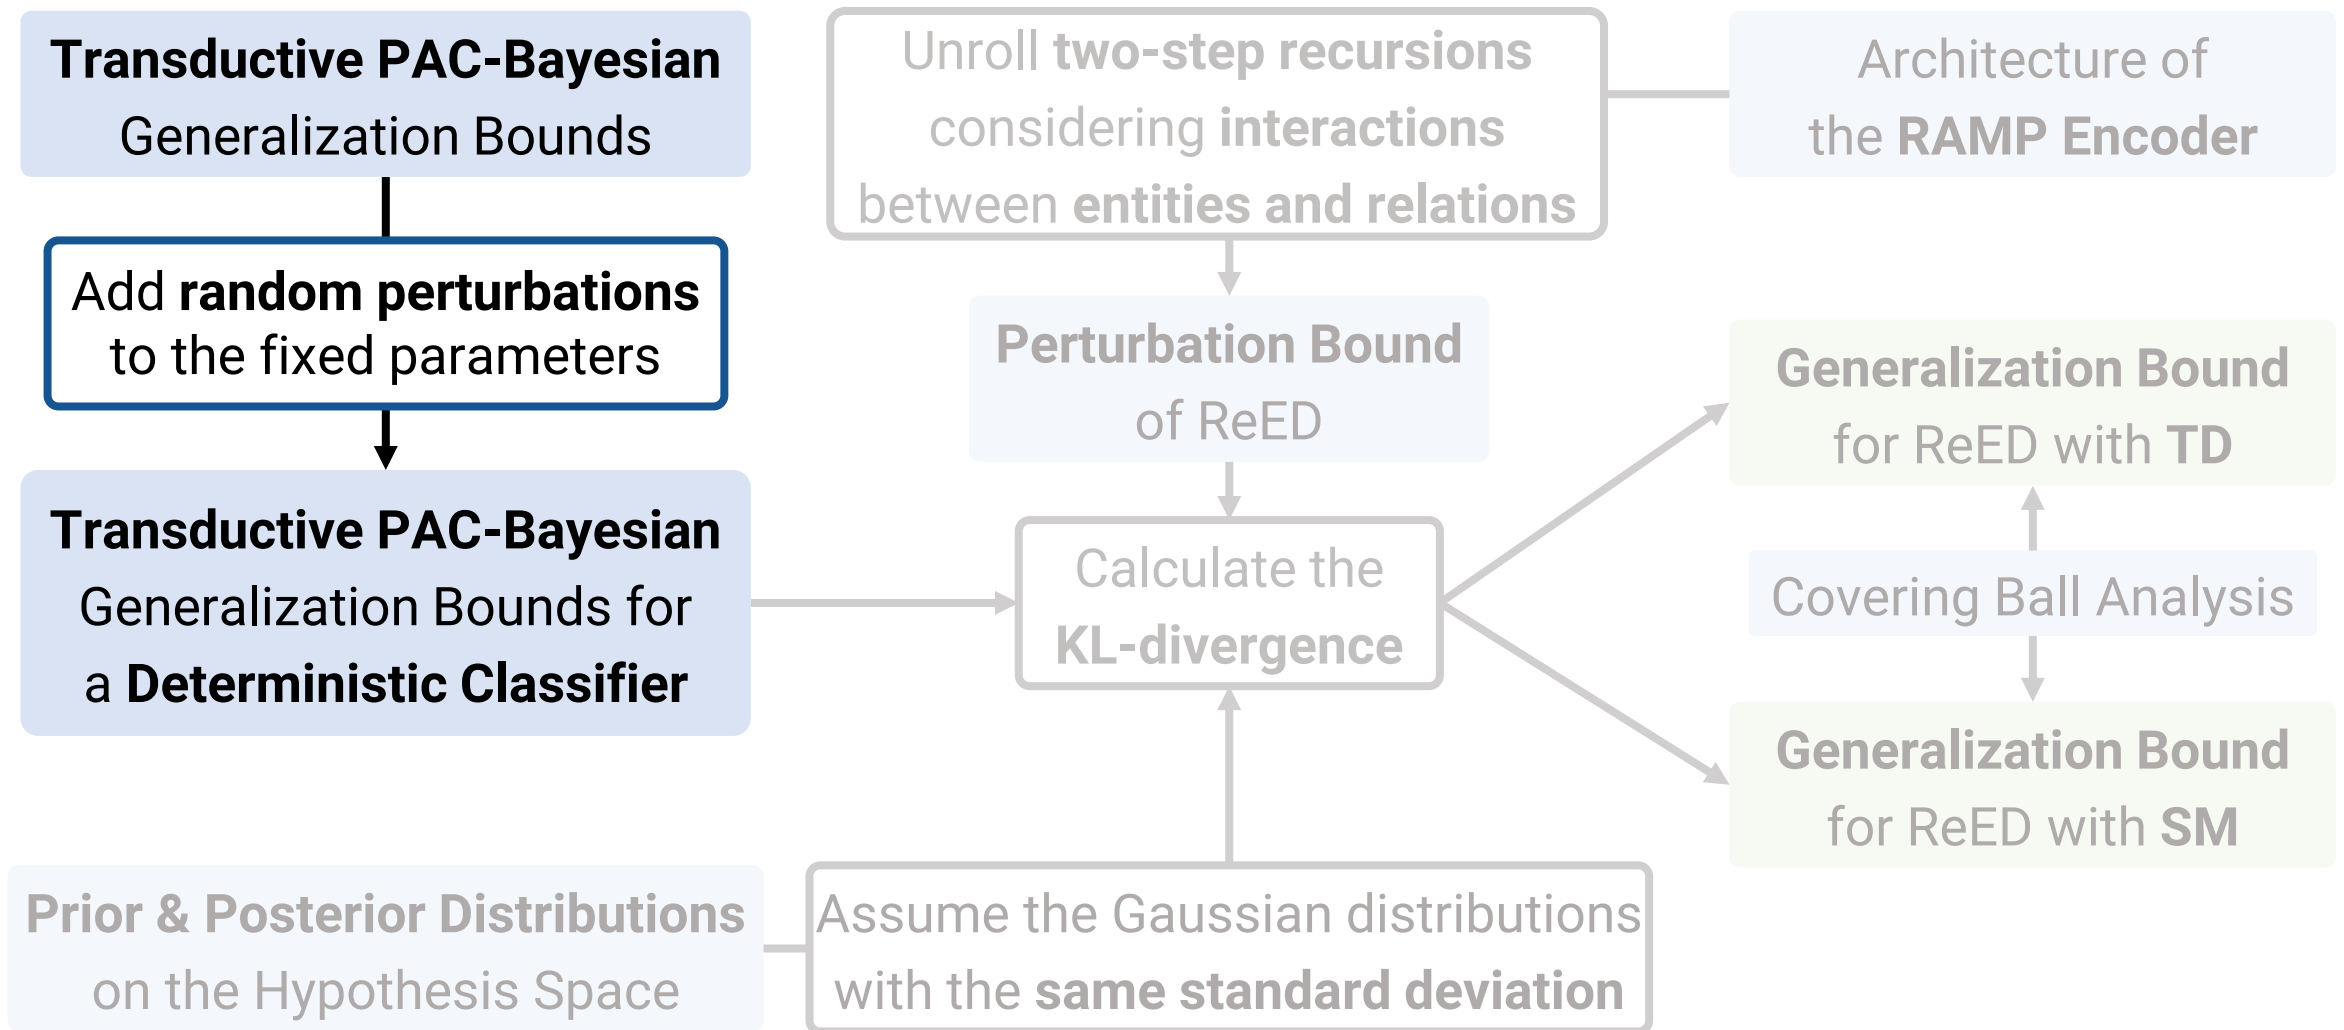 Transductive PAC-Bayesian
Generalization Bounds
Add random perturbations
to the fixed parameters
Transductive PAC-Bayesian
Generalization Bounds for
a Deterministic Classifier
Unroll two-step recursions
considering interactions
between entities and relations
Architecture of
the RAMP Encoder
Perturbation Bound
of ReED
Calculate the
KL-divergence
Generalization Bound
for ReED with TD
Covering Ball Analysis
Generalization Bound
for ReED with SM
Prior & Posterior Distributions
on the Hypothesis Space
Assume the Gaussian distributions
with the same standard deviation